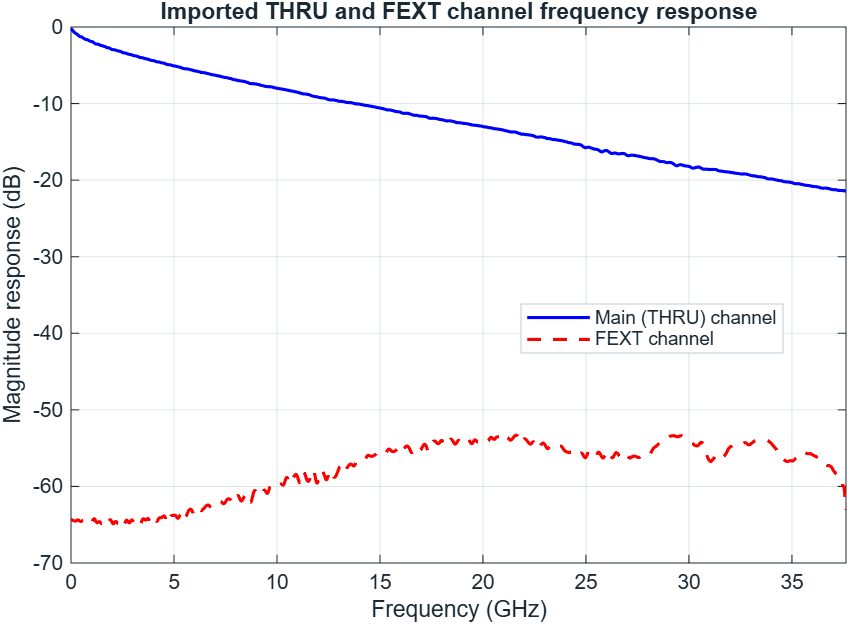 Imported THRU and FEXT channel frequency response
Magnitude response (dB)
0
-10
-20
-30
-40
-50
-60
-70
Main (THRU) channel
FEXT channel
0 5 10 15 20 25 30 35
Frequency (GHz)